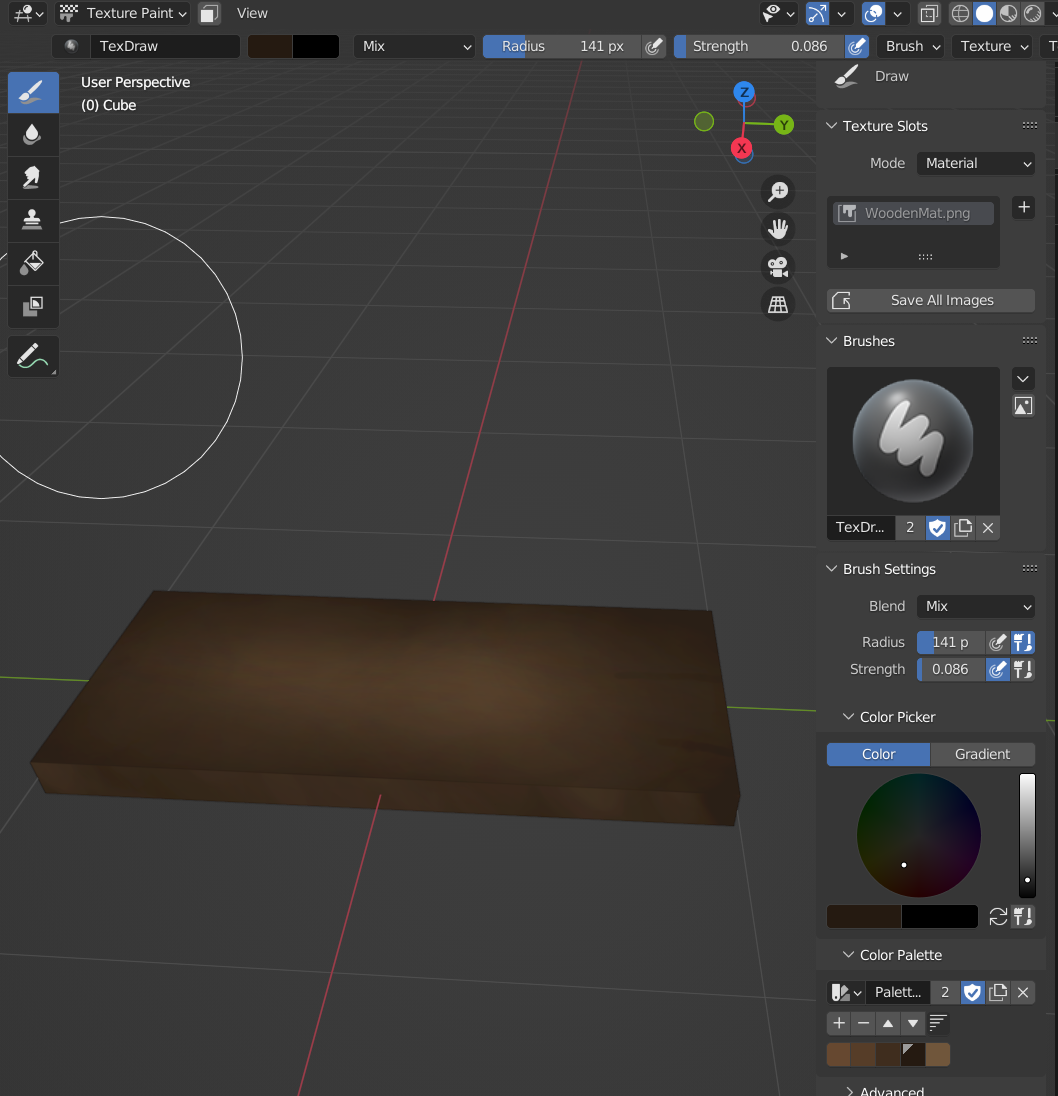 Texture Paint View
TexDraw Mix Radius 141 px Strength 0.086 Brush Texture T
User Perspective
(0) Cube
Z
Y
X
Draw
Texture Slots
Mode Material
WoodenMat.png
Save All Images
Brushes
TexDr... 2
Brush Settings
Blend Mix
Radius 141 p
Strength 0.086
Color Picker
Color Gradient
Color Palette
Palett... 2
Advanced